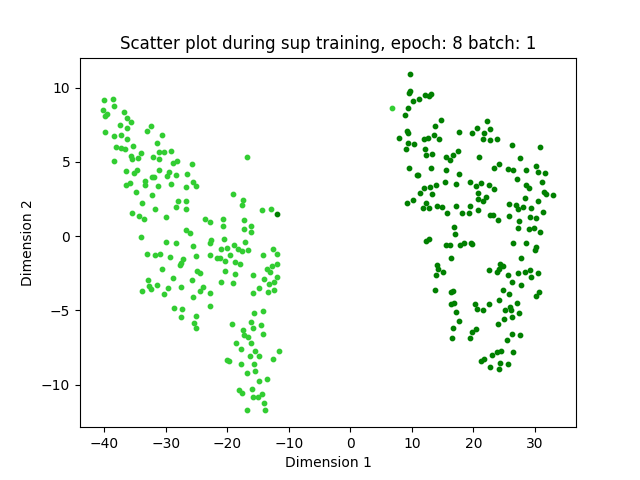 Scatter plot during sup training, epoch: 8 batch: 1
10
5
0
−5
−10
Dimension 2
−40 −30 −20 −10 0 10 20 30
Dimension 1